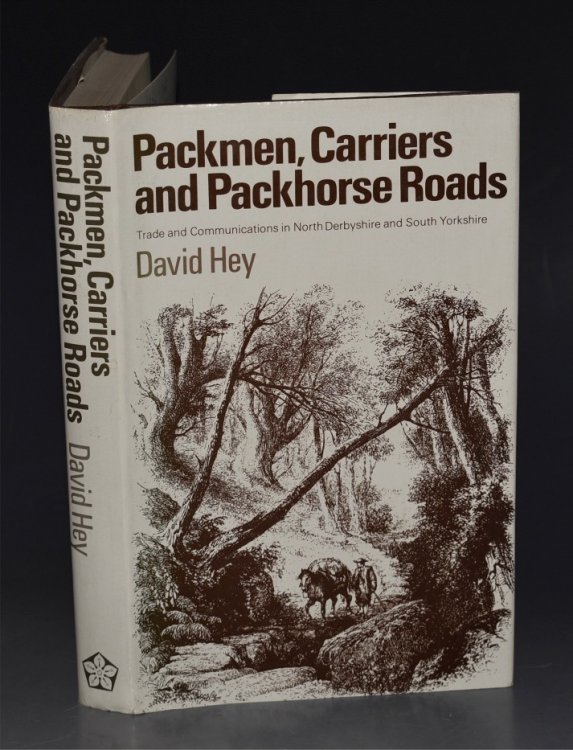 Packmen, Carriers
and Packhorse Roads
Trade and Communications in North Derbyshire and South Yorkshire
David Hey
Packmen, Carriers
and Packhorse Roads David Hey